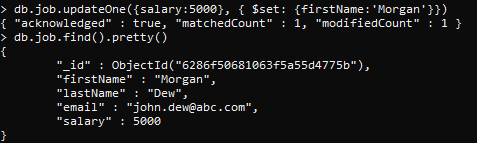 > db.job.updateOne({salary:5000}, { $set: {firstName:'Morgan'}})
{ "acknowledged" : true, "matchedCount" : 1, "modifiedCount" : 1 }
> db.job.find().pretty()
{
        "_id" : ObjectId("6286f50681063f5a55d4775b"),
        "firstName" : "Morgan",
        "lastName" : "Dew",
        "email" : "john.dew@abc.com",
        "salary" : 5000
}